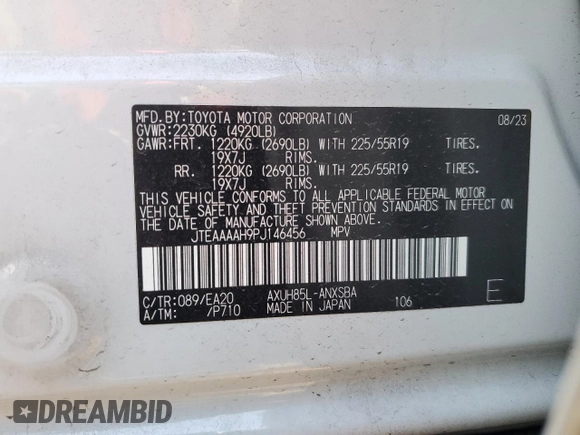 MFD.BY:TOYOTA MOTOR CORPORATION 08/23
GVWR:2230KG (4920LB)
GAWR:FRT. 1220KG (2690LB) WITH 225/55R19 TIRES.
19X7J RIMS.
RR. 1220KG (2690LB) WITH 225/55R19 TIRES.
19X7J RIMS.
THIS VEHICLE CONFORMS TO ALL APPLICABLE FEDERAL MOTOR
VEHICLE SAFETY AND THEFT PREVENTION STANDARDS IN EFFECT ON
THE DATE OF MANUFACTURE SHOWN ABOVE.
JTEAAAAH9PJ146456 MPV
C/TR:089/EA20 AXUH85L-ANXSBA
A/TM: /P710 MADE IN JAPAN 106 E
DREAMBID